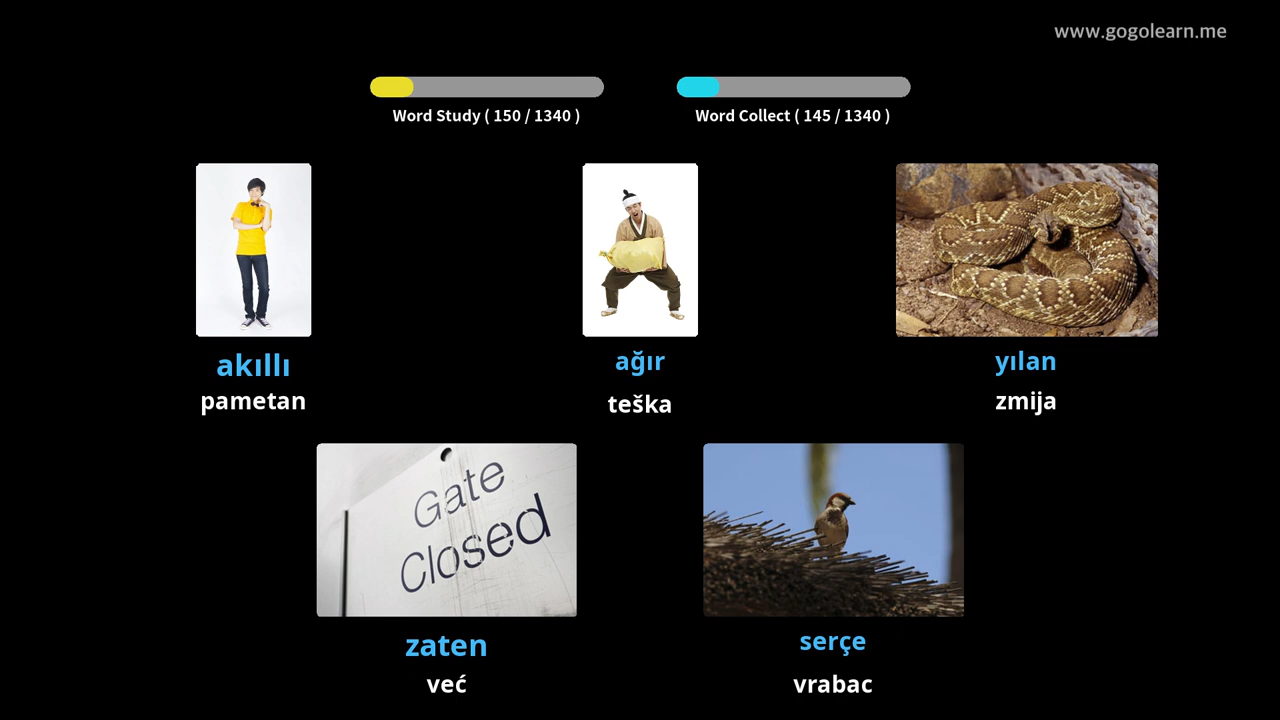 www.gogolearn.me
Word Study ( 150 / 1340 )
Word Collect ( 145 / 1340 )
akıllı
pametan
ağır
teška
yılan
zmija
Gate
Closed
zaten
već
serçe
vrabac